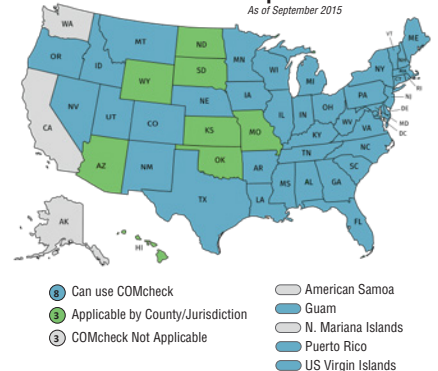 As of September 2015
WA
OR
CA
NV
ID
MT
WY
UT
AZ
CO
NM
ND
SD
NE
KS
OK
TX
MN
IA
MO
AR
LA
WI
IL
MI
IN
OH
KY
TN
MS
AL
GA
FL
SC
NC
VA
WV
PA
NY
VT
ME
RI
NJ
DE
MD
DC
AK
HI
8 Can use COMcheck
3 Applicable by County/Jurisdiction
3 COMcheck Not Applicable
American Samoa
Guam
N. Mariana Islands
Puerto Rico
US Virgin Islands